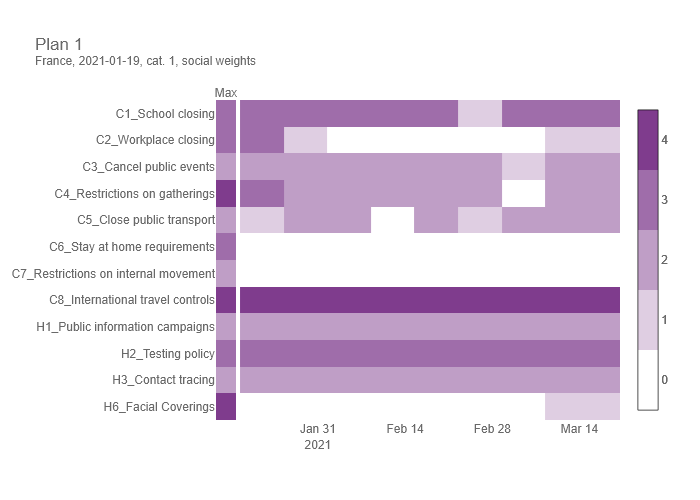 Plan 1
France, 2021-01-19, cat. 1, social weights
Max
C1_School closing
C2_Workplace closing
C3_Cancel public events
C4_Restrictions on gatherings
C5_Close public transport
C6_Stay at home requirements
C7_Restrictions on internal movement
C8_International travel controls
H1_Public information campaigns
H2_Testing policy
H3_Contact tracing
H6_Facial Coverings
Jan 31
2021
Feb 14
Feb 28
Mar 14
4
3
2
1
0